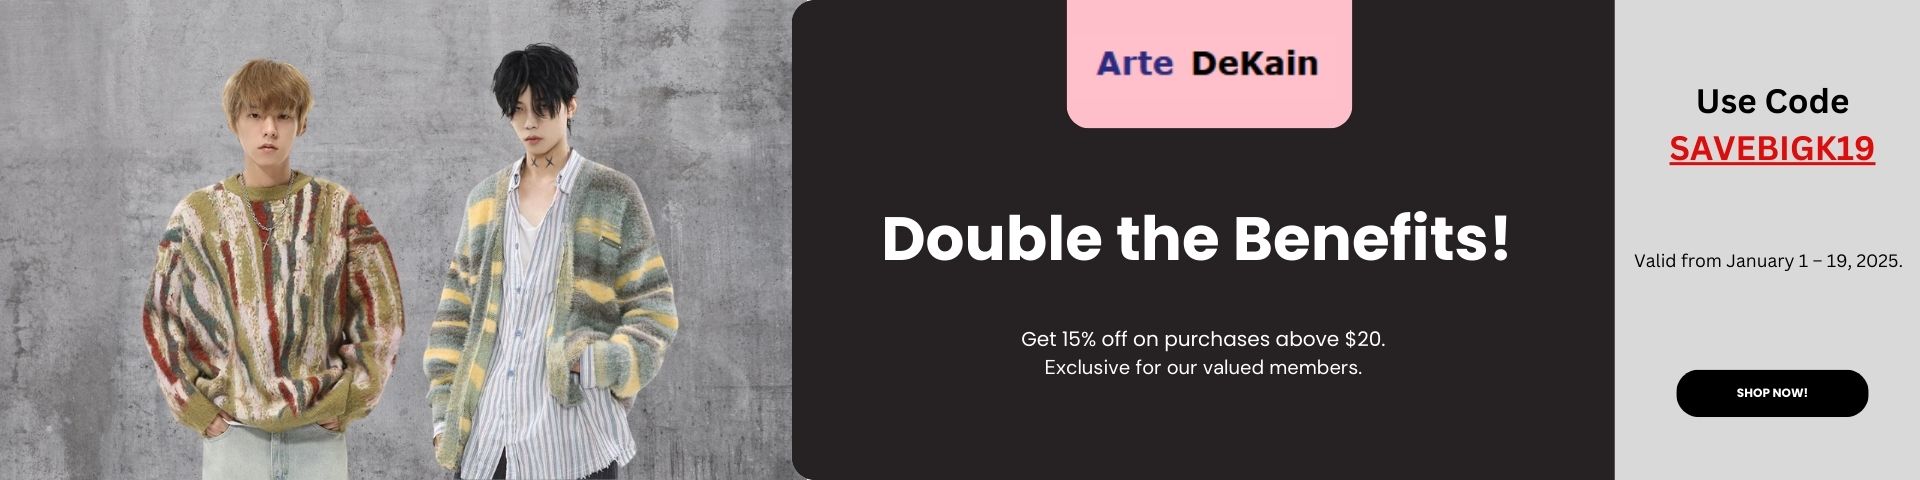 Arte DeKain
Double the Benefits!
Get 15% off on purchases above $20.
Exclusive for our valued members.
Use Code
SAVEBIGK19
Valid from January 1 – 19, 2025.
SHOP NOW!